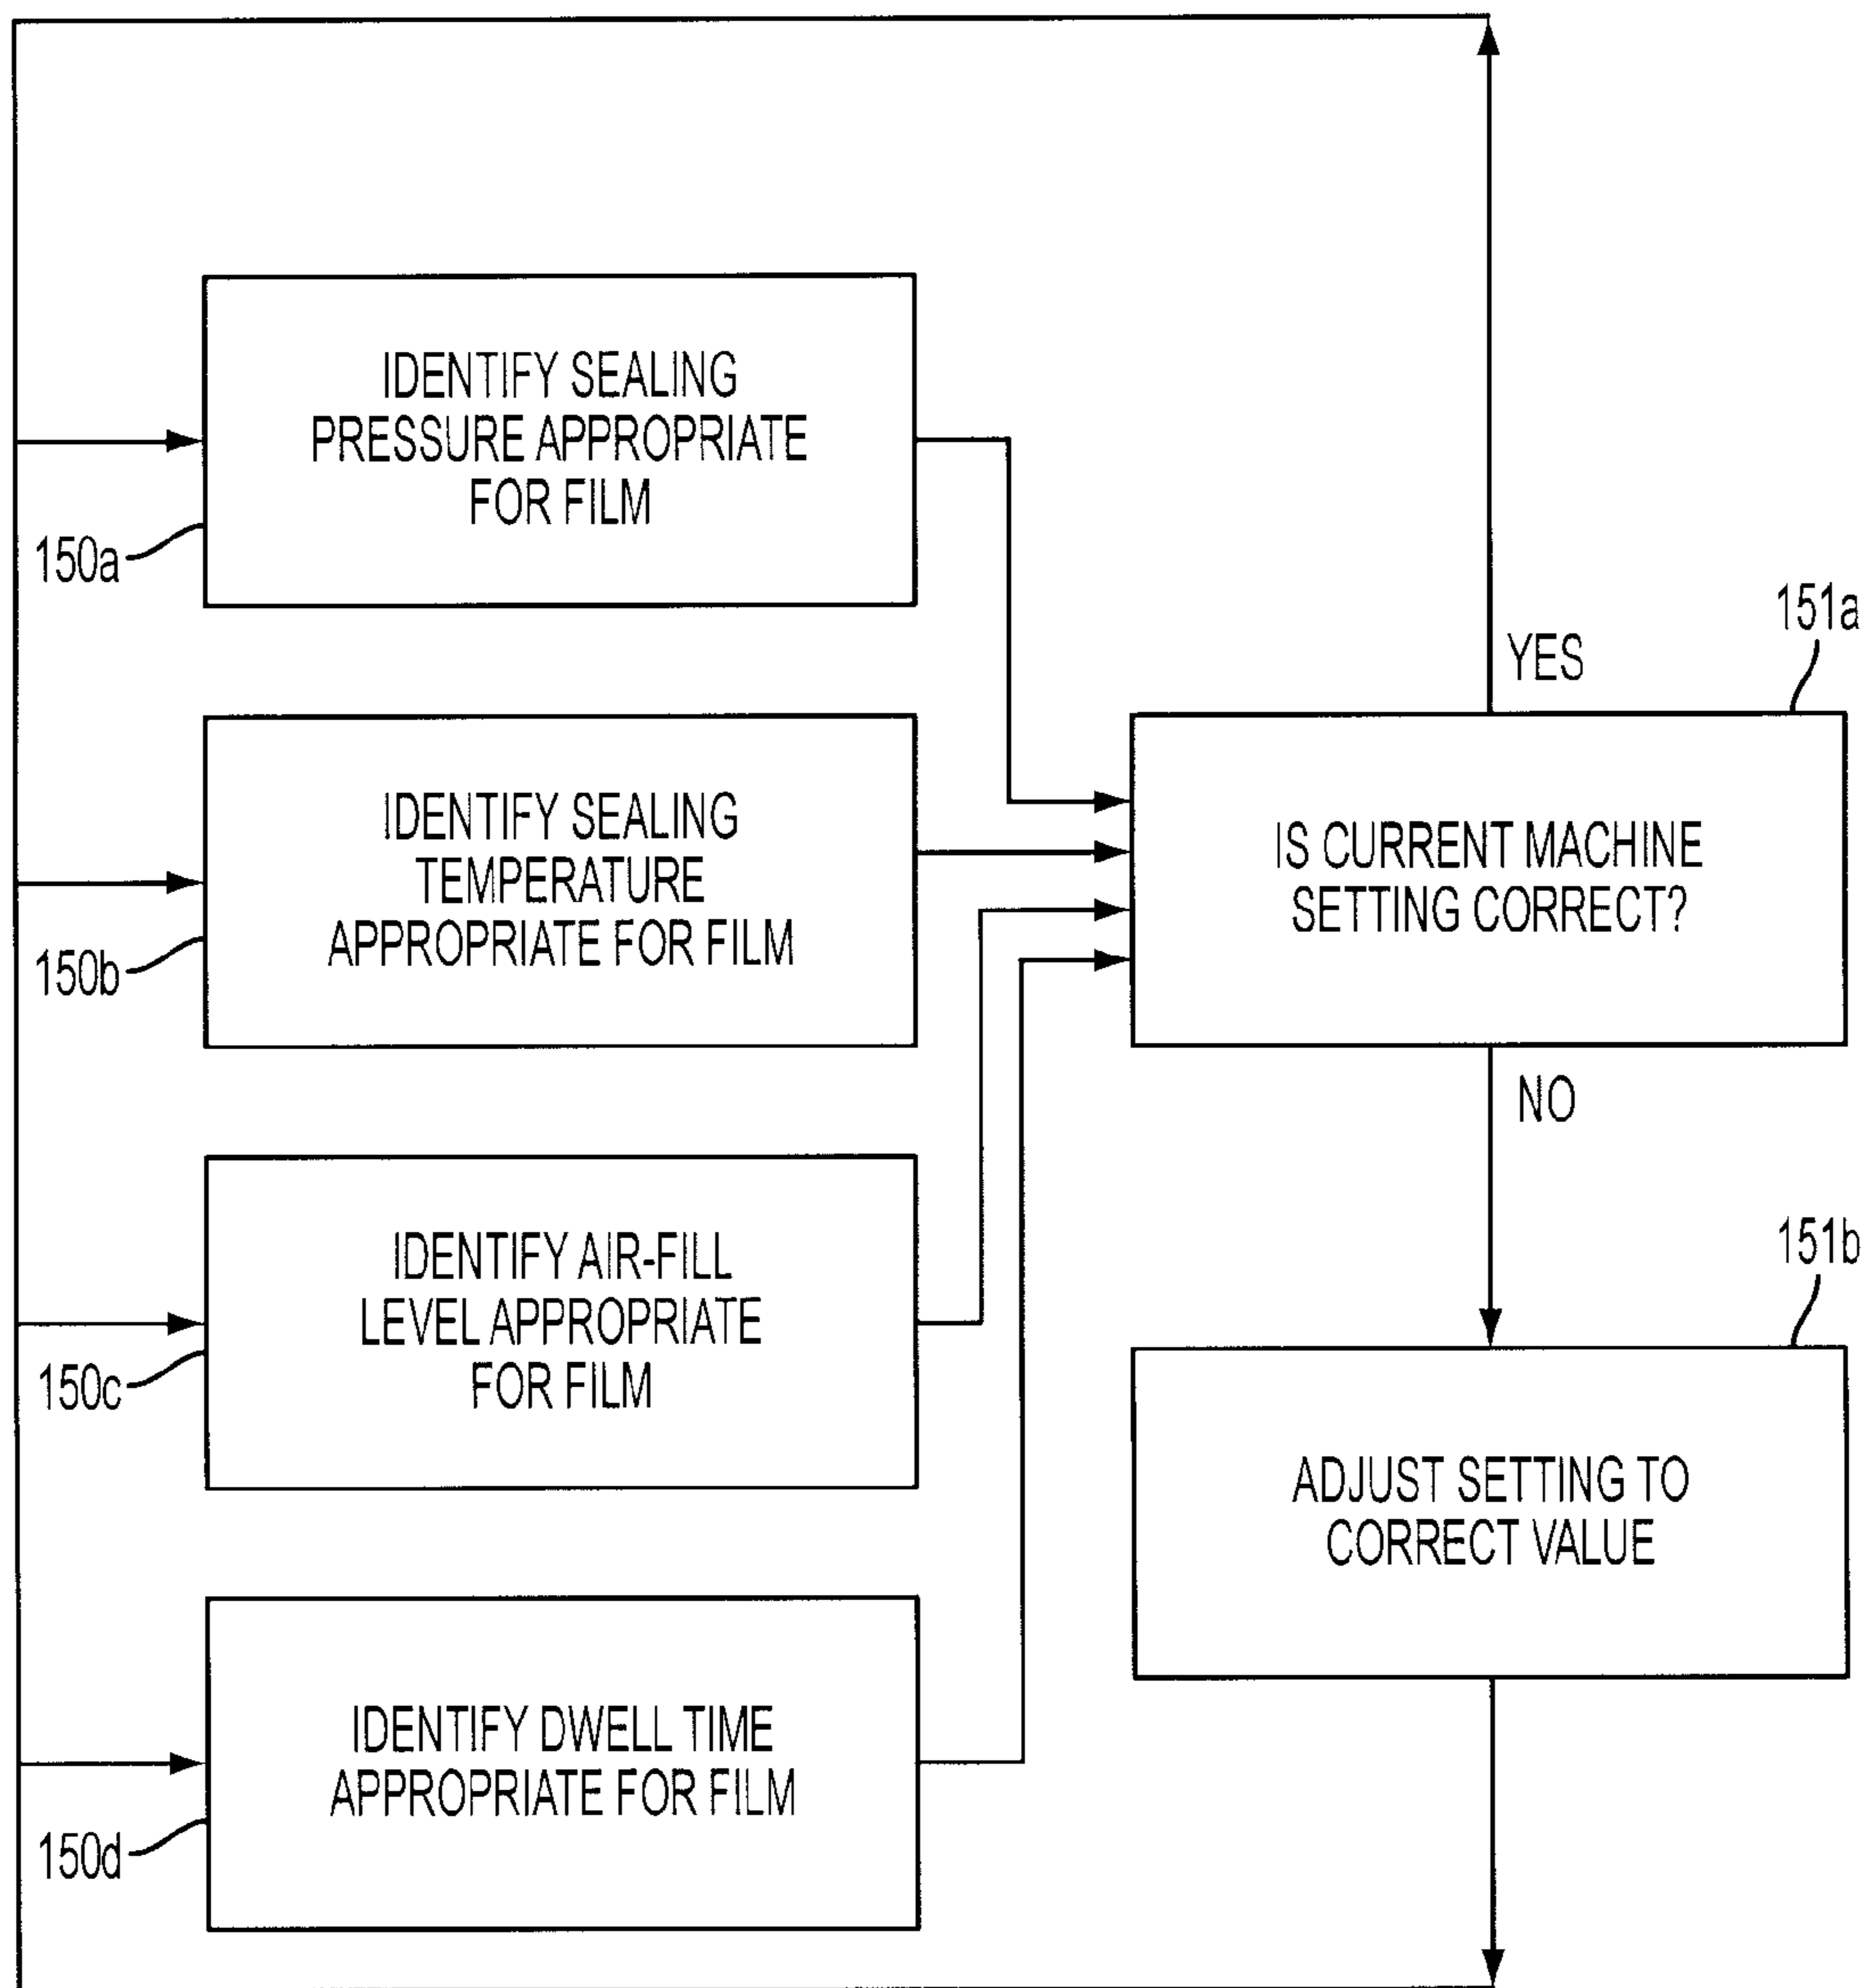 IDENTIFY SEALING
PRESSURE APPROPRIATE
FOR FILM
150a
151a
YES
IDENTIFY SEALING
TEMPERATURE
APPROPRIATE FOR FILM
150b
IS CURRENT MACHINE
SETTING CORRECT?
NO
IDENTIFY AIR-FILL
LEVEL APPROPRIATE
FOR FILM
150c
151b
ADJUST SETTING TO
CORRECT VALUE
IDENTIFY DWELL TIME
APPROPRIATE FOR FILM
150d